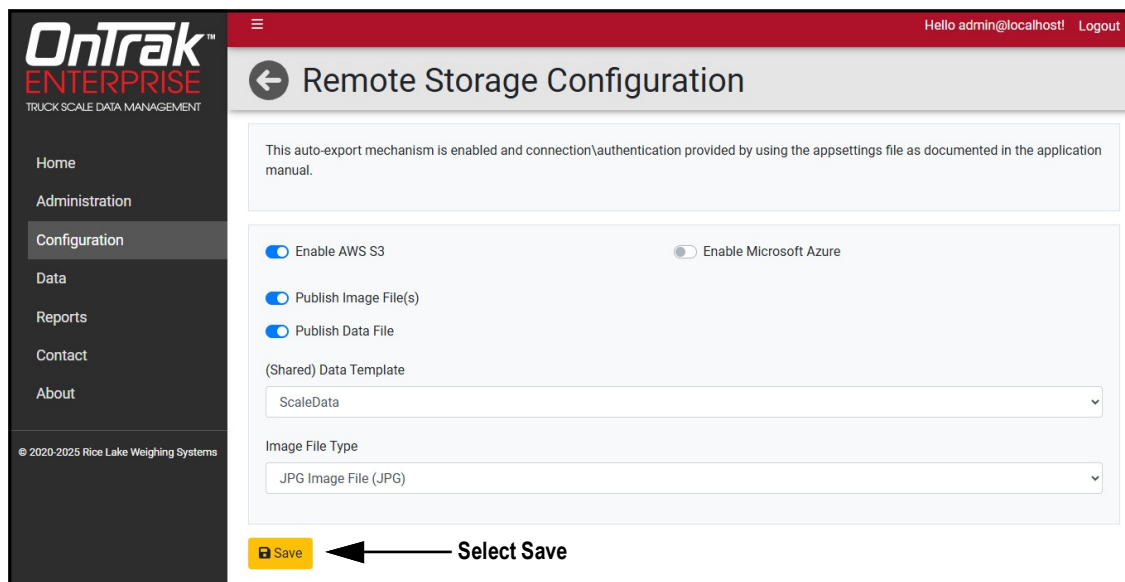 OnTrak™
ENTERPRISE
TRUCK SCALE DATA MANAGEMENT
Home
Administration
Configuration
Data
Reports
Contact
About
© 2020-2025 Rice Lake Weighing Systems
Hello admin@localhost! Logout
Remote Storage Configuration
This auto-export mechanism is enabled and connection\authentication provided by using the appsettings file as documented in the application
manual.
Enable AWS S3
Enable Microsoft Azure
Publish Image File(s)
Publish Data File
(Shared) Data Template
ScaleData
Image File Type
JPG Image File (JPG)
Save
Select Save